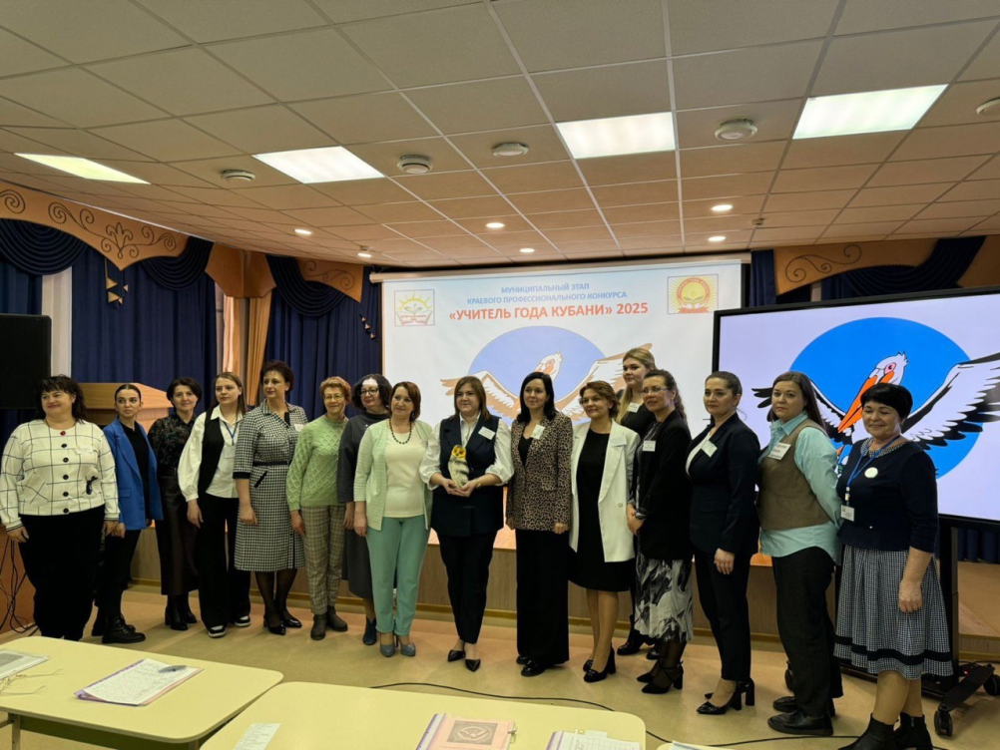 МУНИЦИПАЛЬНЫЙ ЭТАП
КРАЕВОГО ПРОФЕССИОНАЛЬНОГО КОНКУРСА
«УЧИТЕЛЬ ГОДА КУБАНИ» 2025